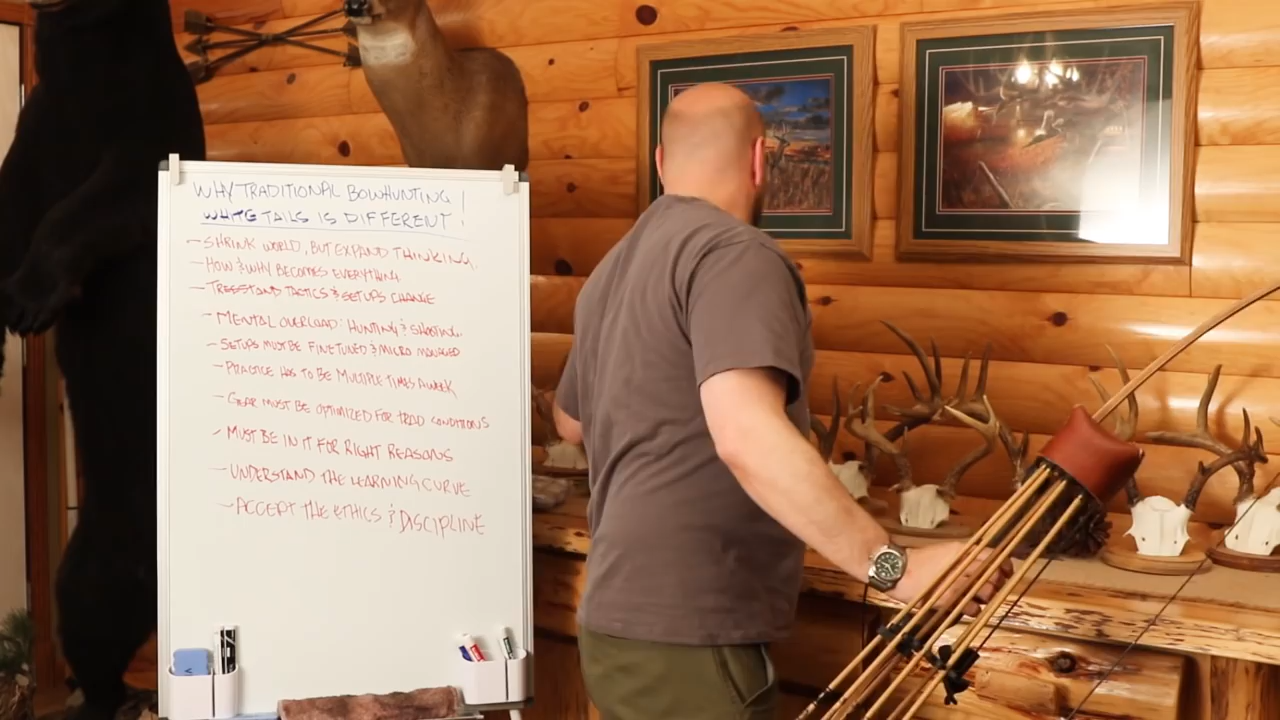 WHY TRADITIONAL BOWHUNTING!
WHITE TAILS IS DIFFERENT!
- SHRINK WORLD, BUT EXPAND THINKING.
- HOW & WHY BECOMES EVERYTHING
- TREESTAND TACTICS & SETUPS CHANGE
- MENTAL OVERLOAD: HUNTING & SHOOTING.
- SETUPS MUST BE FINE TUNED & MICRO MANAGED
- PRACTICE HAS TO BE MULTIPLE TIMES A WEEK
- GEAR MUST BE OPTIMIZED FOR TRAD CONDITIONS
- MUST BE IN IT FOR RIGHT REASONS
- UNDERSTAND THE LEARNING CURVE
- ACCEPT THE ETHICS & DISCIPLINE